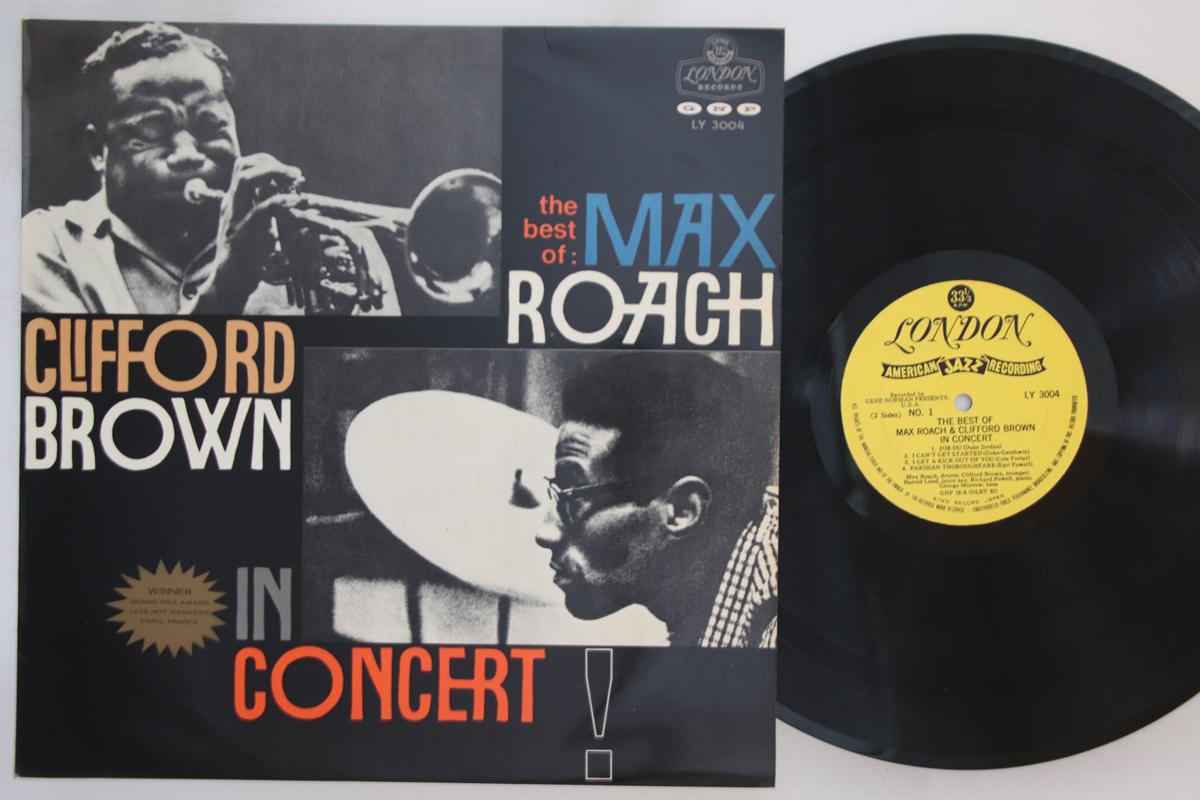 LONDON
RECORDS
G N P
LY 3004
the
best
of:
MAX
ROACH
CLIFFORD
BROWN
WINNER
GRAND PRIX AWARD
JAZZ HOT MAGAZINE
PARIS, FRANCE
IN
CONCERT !
33⅓
R.P.M.
LONDON
AMERICAN JAZZ RECORDING
Recorded by
GENE NORMAN PRESENTS,
U.S.A.
LY 3004
(2 Sides) NO. 1
THE BEST OF
MAX ROACH & CLIFFORD BROWN
IN CONCERT
1. JOR DU (Duke Jordan)
2. I CAN'T GET STARTED (Duke-Gershwin)
3. I GET A KICK OUT OF YOU (Cole Porter)
4. PARISIAN THOROUGHFARE (Earl Powell)
Max Roach, drums; Clifford Brown, trumpet;
Harold Land, tenor sax; Richard Powell, piano;
George Morrow; bass
GNP 18-A (DLBY 87)
KING RECORD JAPAN